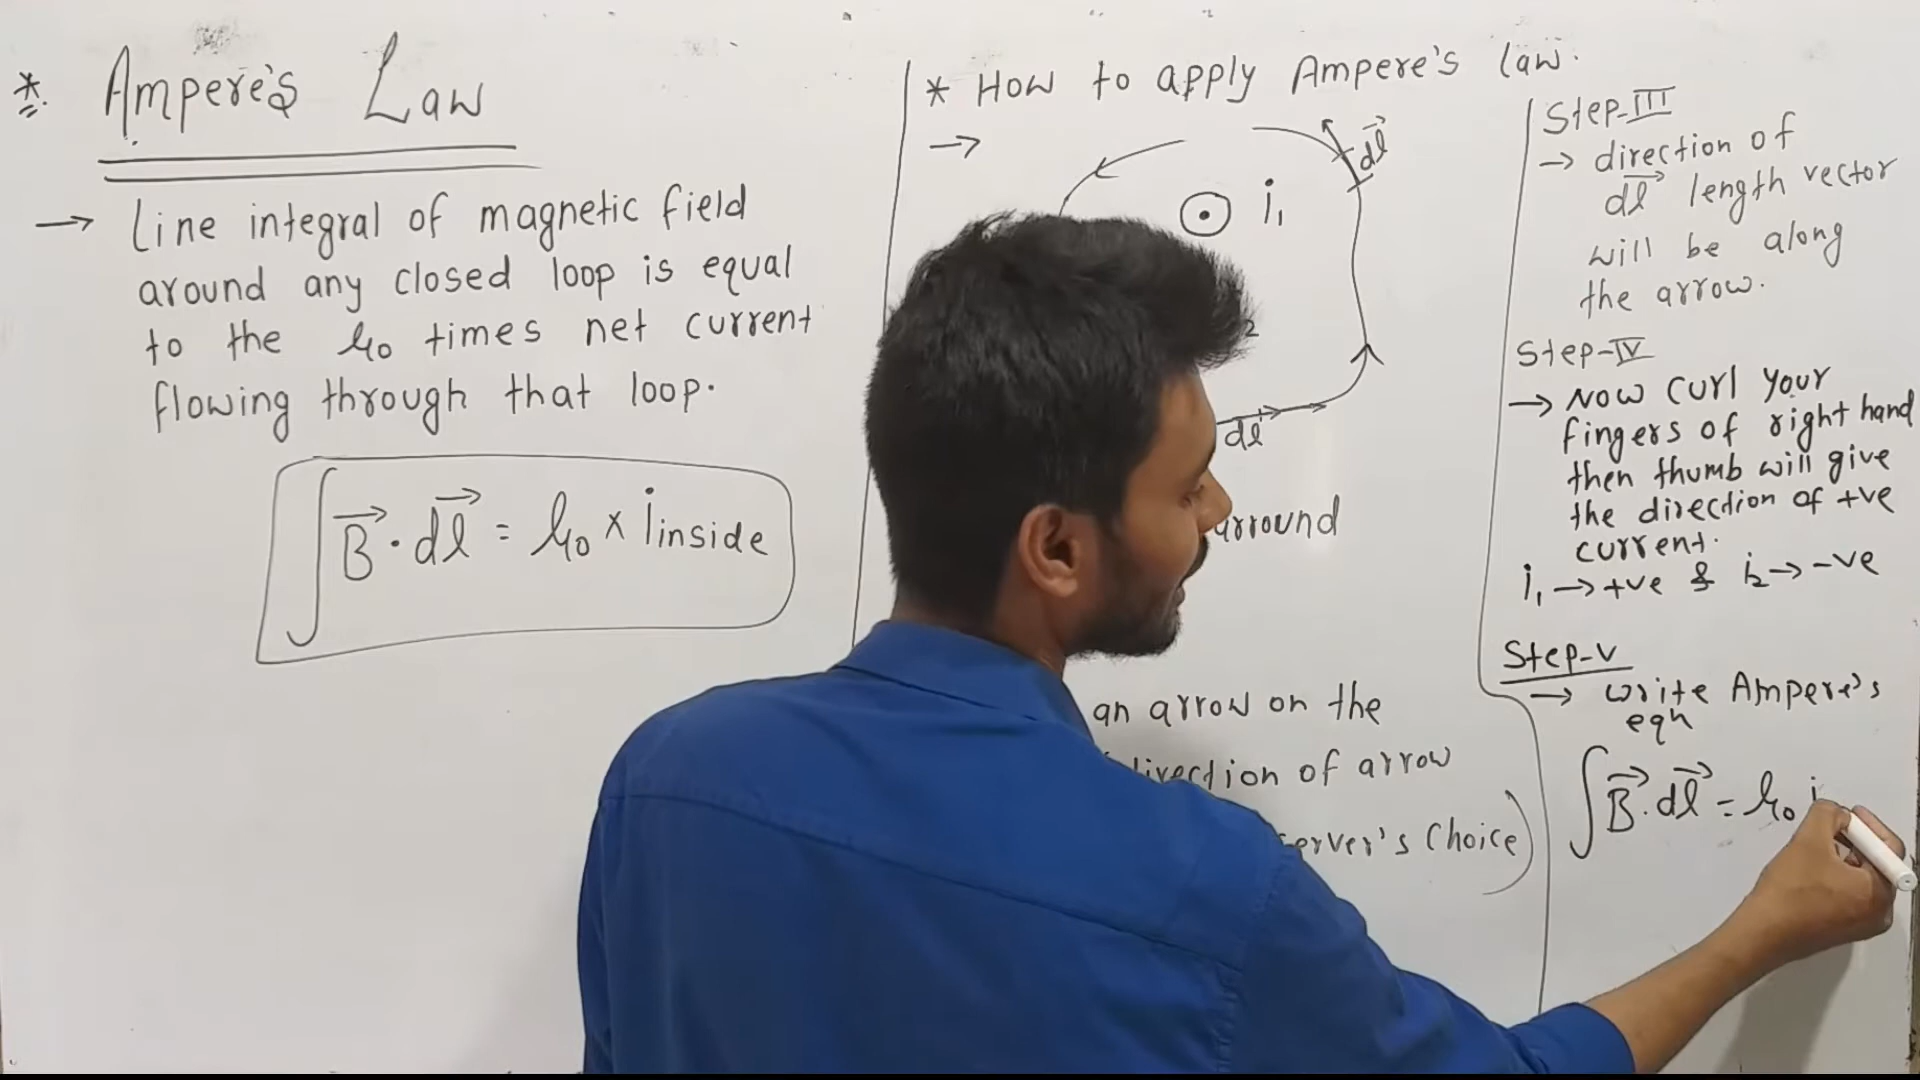 * Ampere's Law
→ Line integral of magnetic field
around any closed loop is equal
to the μ₀ times net current
flowing through that loop.
∫ B⃗ · dl⃗ = μ₀ × i inside
* How to apply Ampere's law.
→
dl⃗
i₁
2
dl
arround
an arrow on the
direction of arrow
Choice)
Step-III
→ direction of
dl⃗ length vector
will be along
the arrow.
Step-IV
→ Now curl your
fingers of right hand
then thumb will give
the direction of +ve
current.
i₁ → +ve & i₂ → -ve
Step-V
→ write Ampere's
eqn
∫ B⃗ · dl⃗ = μ₀ i